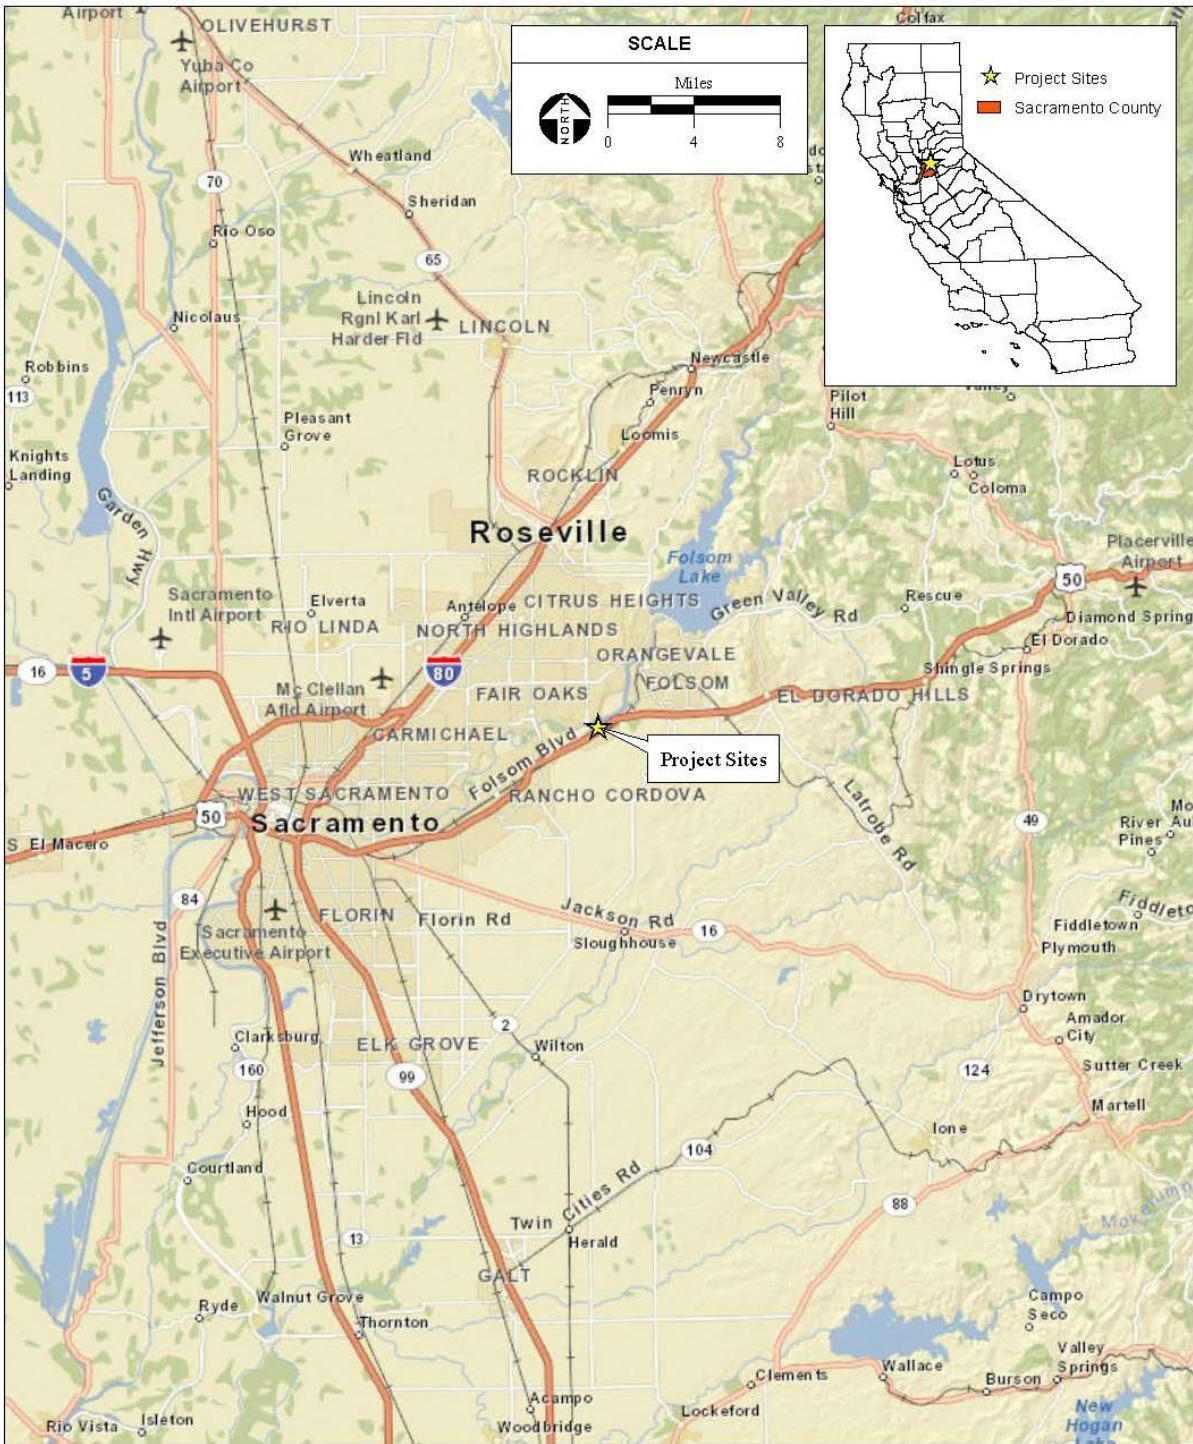 Airport
OLIVEHURST
Yuba Co
Airport
Colfax
SCALE
Miles
NORTH
0 4 8
Project Sites
Sacramento County
Wheatland
70
Sheridan
Rio Oso
65
Lincoln
Rgnl Karl
Harder Fld
LINCOLN
Nicolaus
Robbins
113
Newcastle
Penryn
Pilot
Hill
Pleasant
Grove
Loomis
Knights
Landing
ROCKLIN
Lotus
Coloma
Garden Hwy
Roseville
Folsom
Lake
Placerville
Airport
50
Sacramento
Intl Airport
Elverta
RIO LINDA
Antelope
CITRUS HEIGHTS
Green Valley Rd
Rescue
NORTH HIGHLANDS
Diamond Spring
El Dorado
16
5
80
ORANGEVALE
FOLSOM
Shingle Springs
Mc Clellan
Afld Airport
FAIR OAKS
EL DORADO HILLS
CARMICHAEL
Folsom Blvd
Project Sites
WEST SACRAMENTO
RANCHO CORDOVA
Latrobe Rd
50
Sacramento
49
Mo
River Au
Pines
S El Macero
84
FLORIN
Florin Rd
Jackson Rd
16
Sloughhouse
Fiddleto
Fiddletown
Plymouth
Sacramento
Executive Airport
Jefferson Blvd
Drytown
Amador
City
Clarksburg
2
ELK GROVE
Wilton
160
99
124
Sutter Creek
Hood
Martell
Ione
104
Courtland
88
Mokelumn
Twin Cities Rd
13
Herald
GALT
Ryde
Walnut Grove
Thornton
Campo
Seco
Valley
Springs
Clements
Wallace
Burson
Acampo
Woodbridge
Lockeford
Rio Vista
Isleton
New
Hogan
Lake